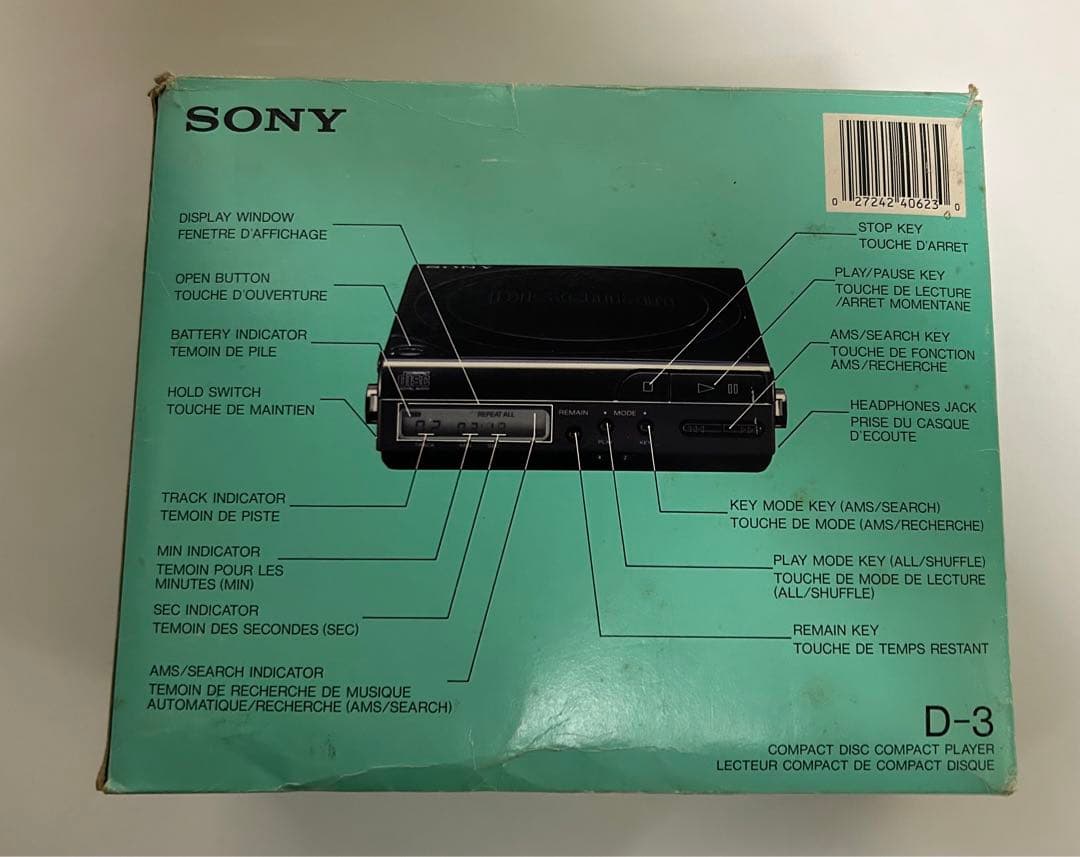 SONY
0 27242 40623 0
DISPLAY WINDOW
FENETRE D'AFFICHAGE
OPEN BUTTON
TOUCHE D'OUVERTURE
BATTERY INDICATOR
TEMOIN DE PILE
HOLD SWITCH
TOUCHE DE MAINTIEN
TRACK INDICATOR
TEMOIN DE PISTE
MIN INDICATOR
TEMOIN POUR LES
MINUTES (MIN)
SEC INDICATOR
TEMOIN DES SECONDES (SEC)
AMS/SEARCH INDICATOR
TEMOIN DE RECHERCHE DE MUSIQUE
AUTOMATIQUE/RECHERCHE (AMS/SEARCH)
SONY
disc
REPEAT ALL
REMAIN
MODE
PLAY
KEY
STOP KEY
TOUCHE D'ARRET
PLAY/PAUSE KEY
TOUCHE DE LECTURE
/ARRET MOMENTANE
AMS/SEARCH KEY
TOUCHE DE FONCTION
AMS/RECHERCHE
HEADPHONES JACK
PRISE DU CASQUE
D'ECOUTE
KEY MODE KEY (AMS/SEARCH)
TOUCHE DE MODE (AMS/RECHERCHE)
PLAY MODE KEY (ALL/SHUFFLE)
TOUCHE DE MODE DE LECTURE
(ALL/SHUFFLE)
REMAIN KEY
TOUCHE DE TEMPS RESTANT
D-3
COMPACT DISC COMPACT PLAYER
LECTEUR COMPACT DE COMPACT DISQUE